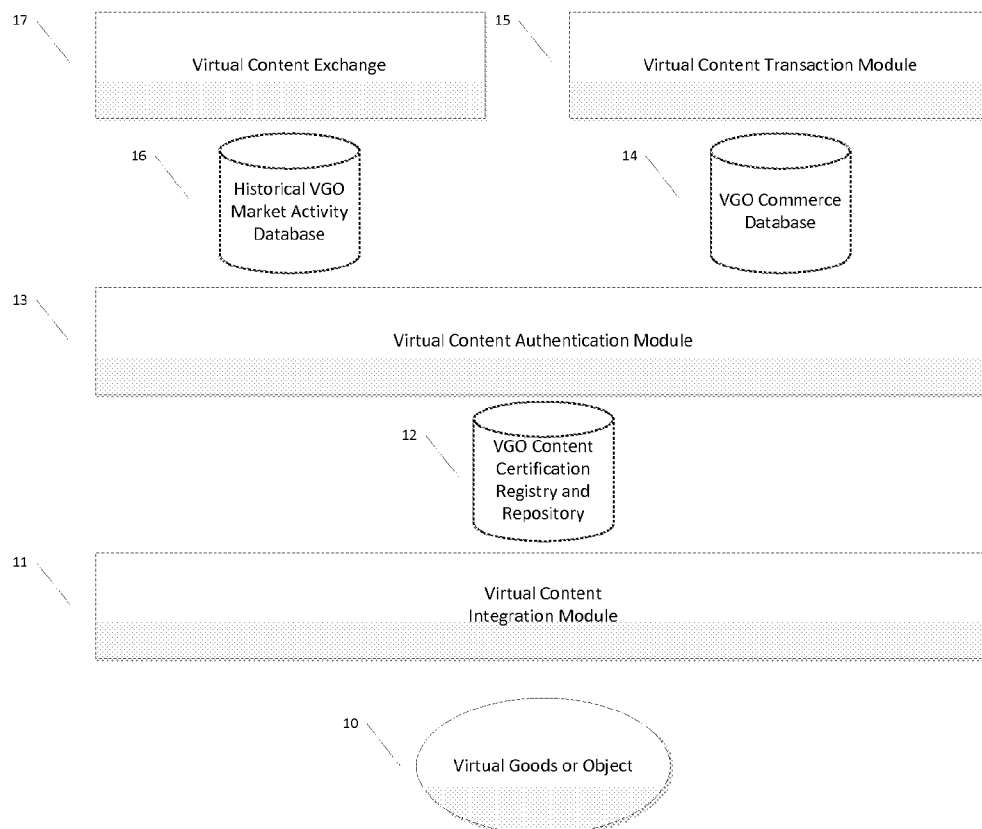 17
Virtual Content Exchange
15
Virtual Content Transaction Module
16
Historical VGO
Market Activity
Database
14
VGO Commerce
Database
13
Virtual Content Authentication Module
12
VGO Content
Certification
Registry and
Repository
11
Virtual Content
Integration Module
10
Virtual Goods or Object